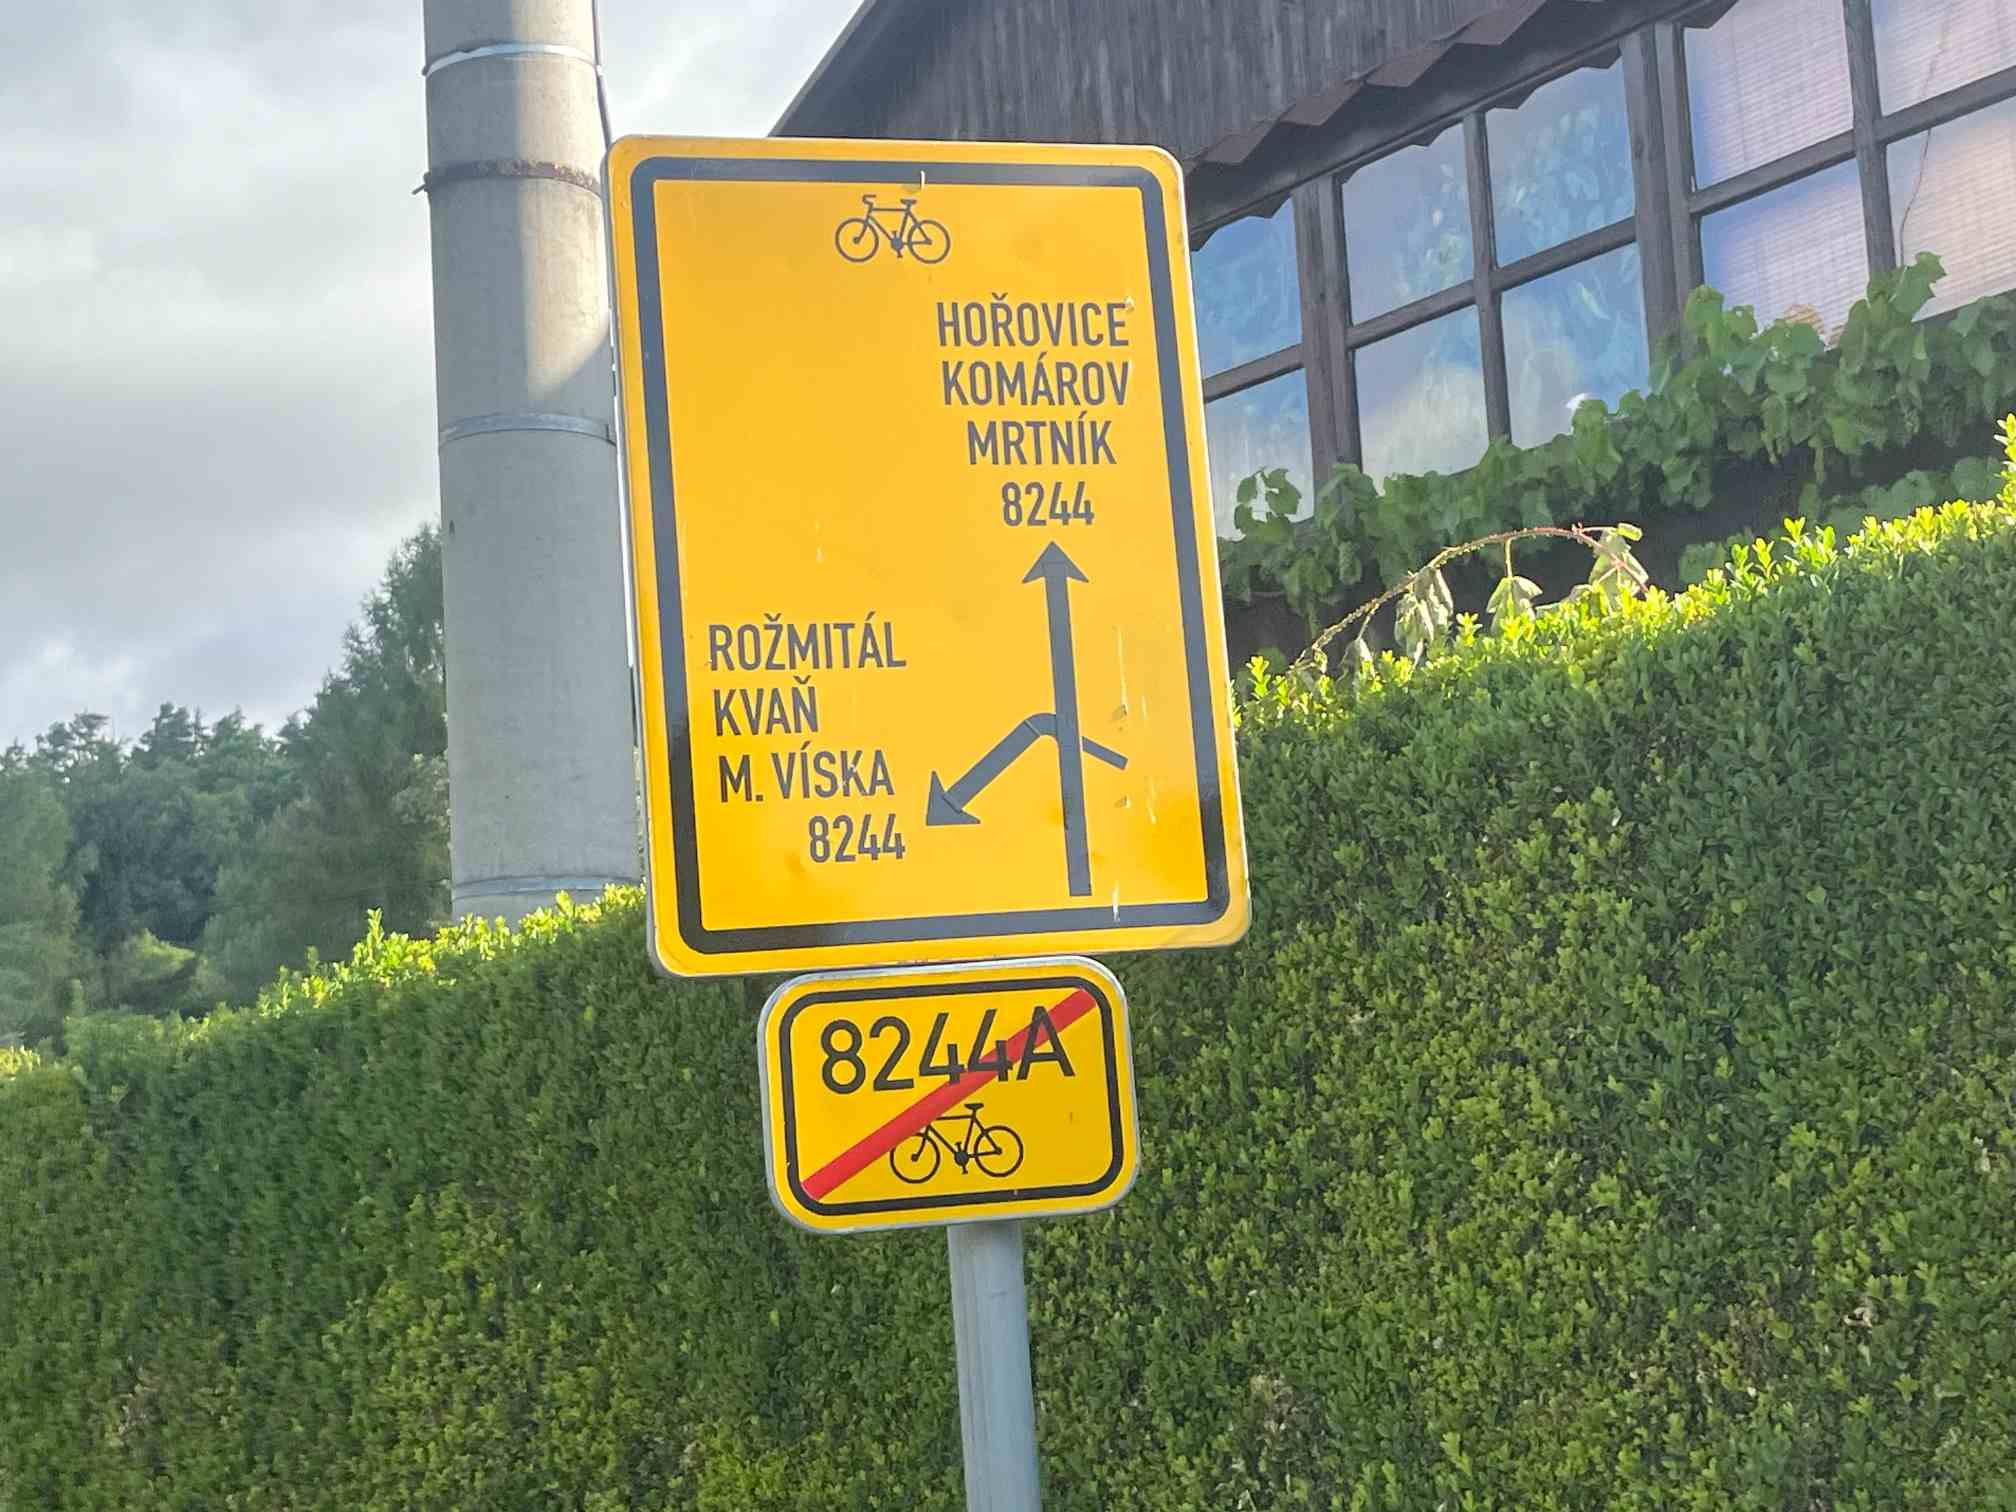 HOŘOVICE
KOMÁROV
MRTNÍK
8244
ROŽMITÁL
KVAŇ
M. VÍSKA
8244
8244A